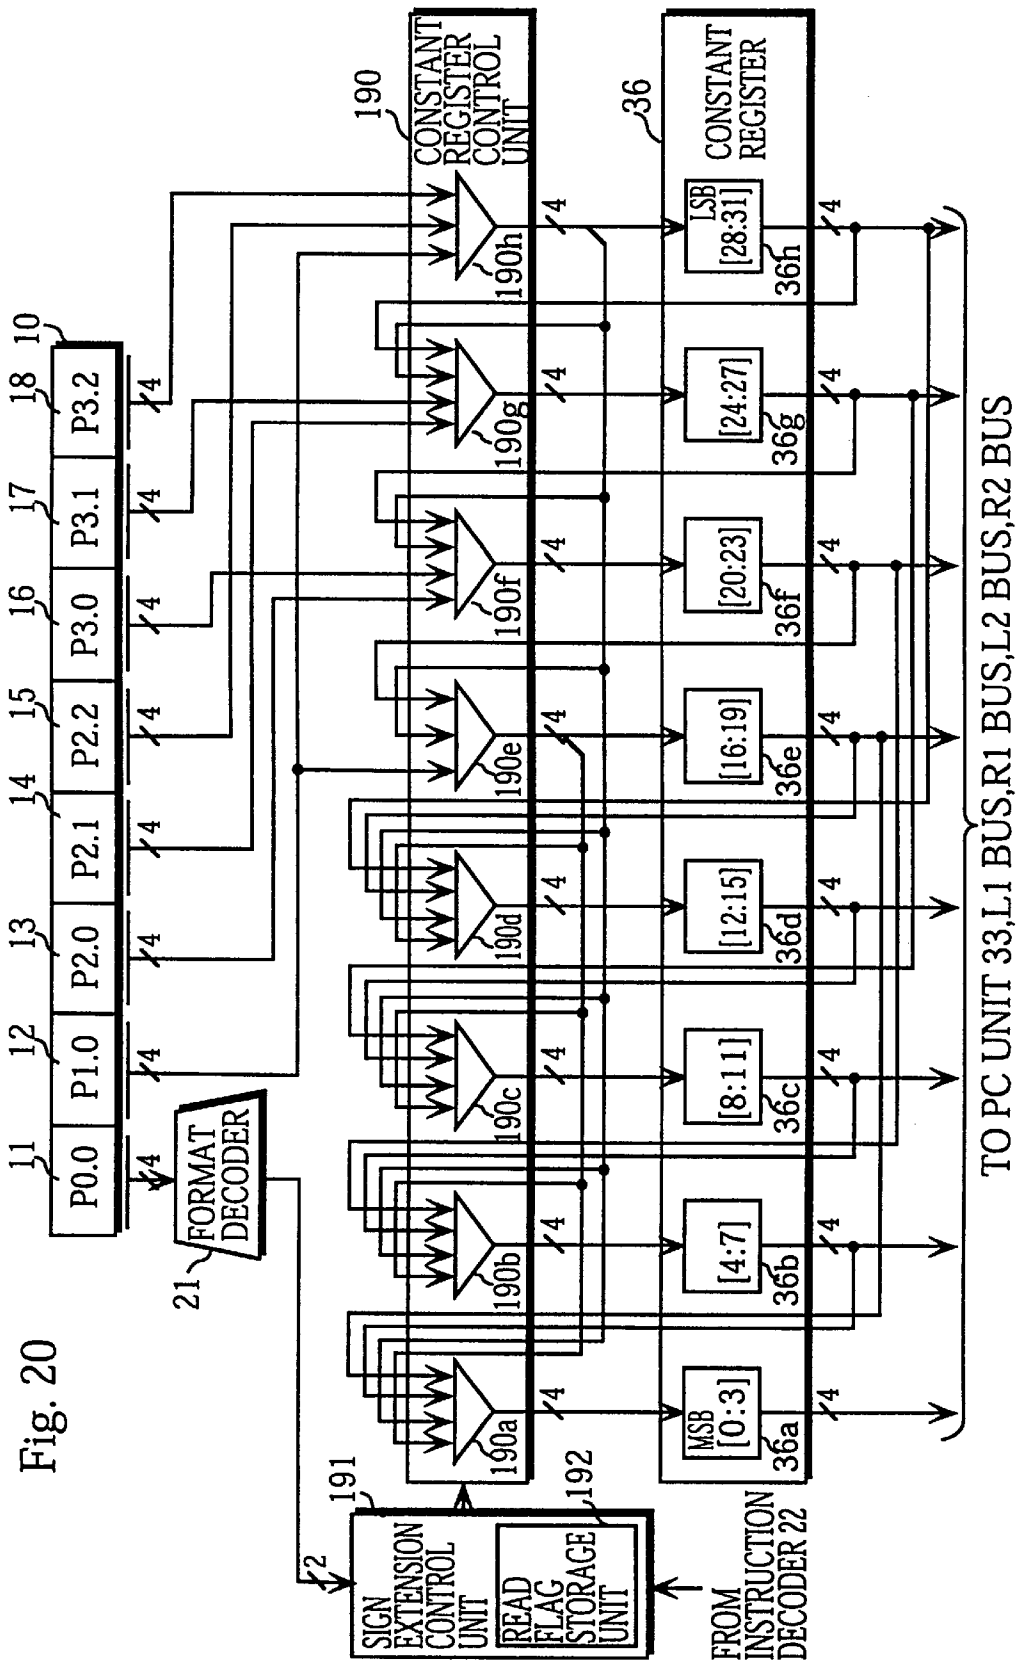 Fig. 20
11
12
13
14
15
16
17
18
10
P0.0
P1.0
P2.0
P2.1
P2.2
P3.0
P3.1
P3.2
4
4
4
4
4
4
4
4
21
FORMAT
DECODER
2
191
SIGN
EXTENSION
CONTROL
UNIT
192
READ
FLAG
STORAGE
UNIT
FROM
INSTRUCTION
DECODER 22
190
CONSTANT
REGISTER
CONTROL
UNIT
190a
190b
190c
190d
190e
190f
190g
190h
4
4
4
4
4
4
4
4
36
CONSTANT
REGISTER
MSB
[0:3]
[4:7]
[8:11]
[12:15]
[16:19]
[20:23]
[24:27]
LSB
[28:31]
36a
36b
36c
36d
36e
36f
36g
36h
4
4
4
4
4
4
4
4
TO PC UNIT 33,L1 BUS,R1 BUS,L2 BUS,R2 BUS